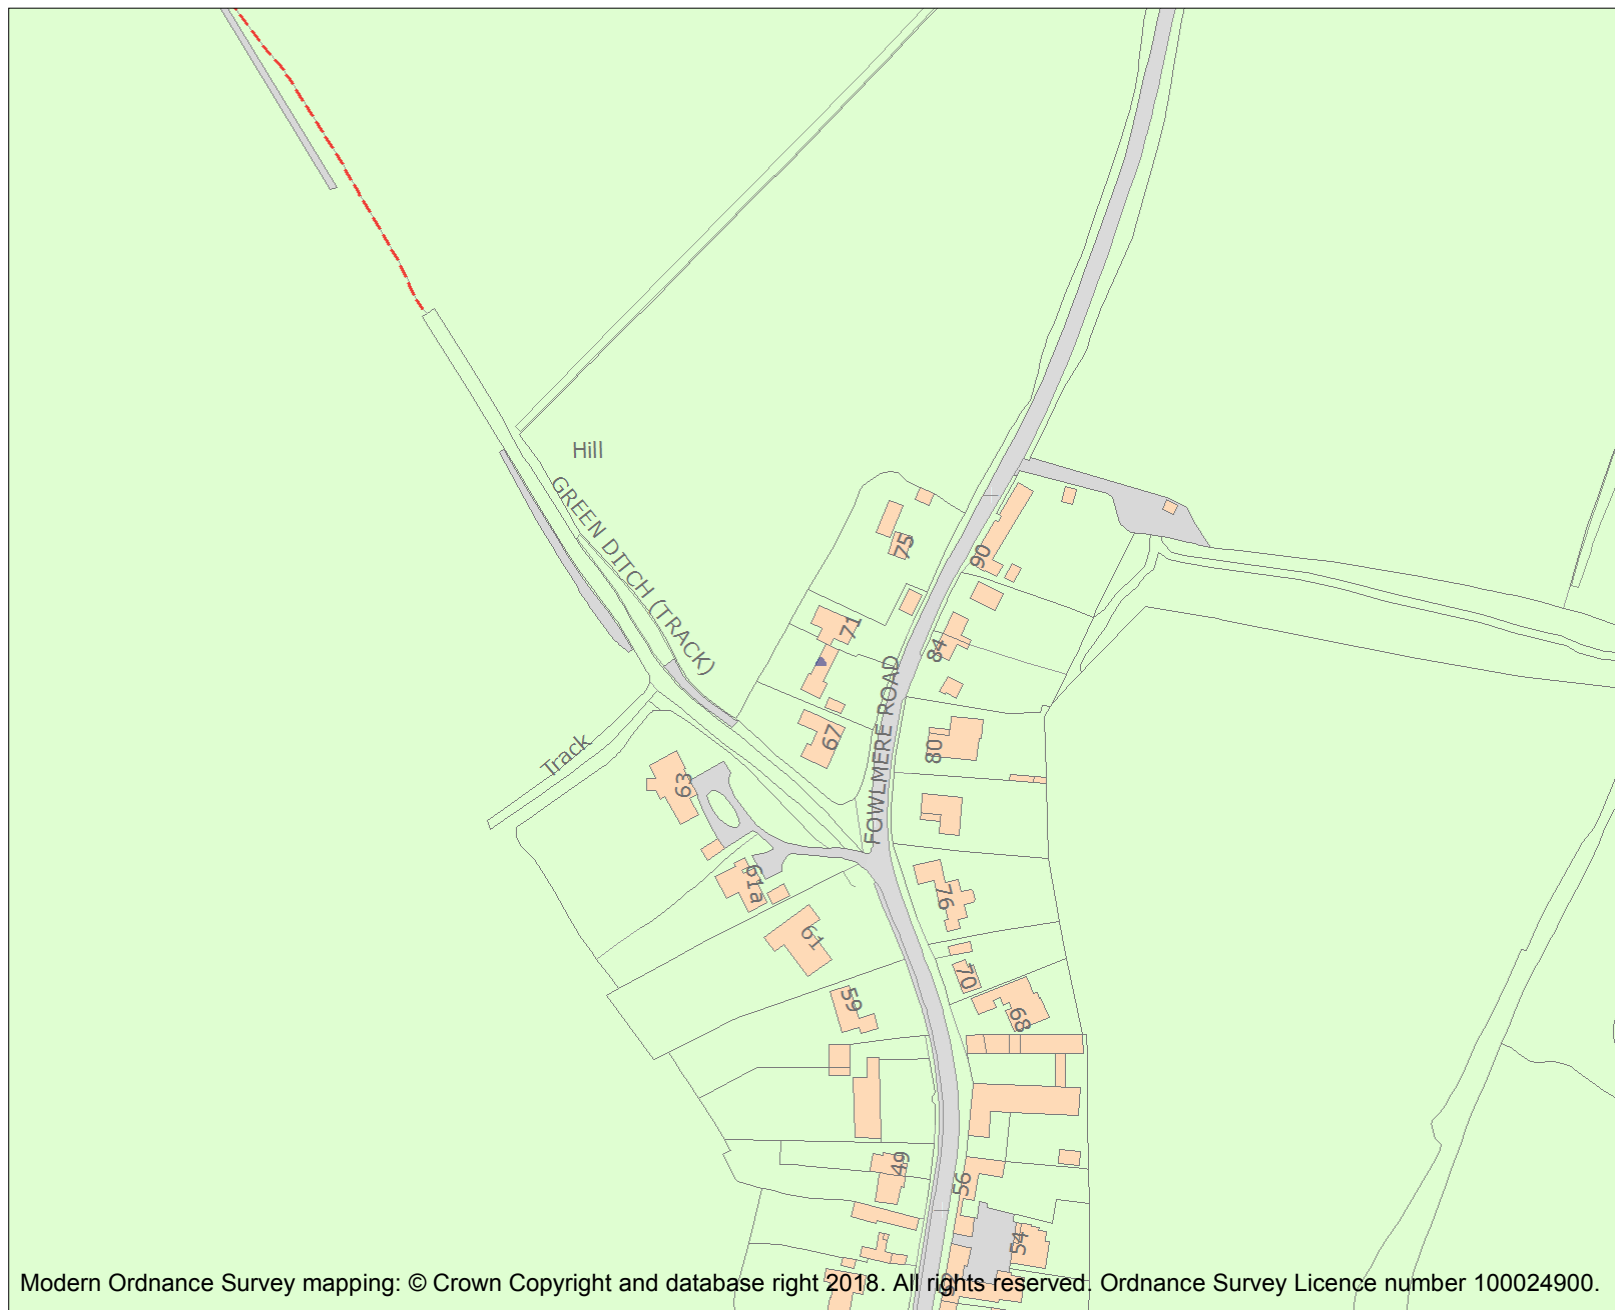 Hill
GREEN DITCH (TRACK)
75
90
71
84
FOWLMERE ROAD
67
80
Track
63
61a
76
61
70
59
68
49
56
54
Modern Ordnance Survey mapping: © Crown Copyright and database right 2018. All rights reserved. Ordnance Survey Licence number 100024900.